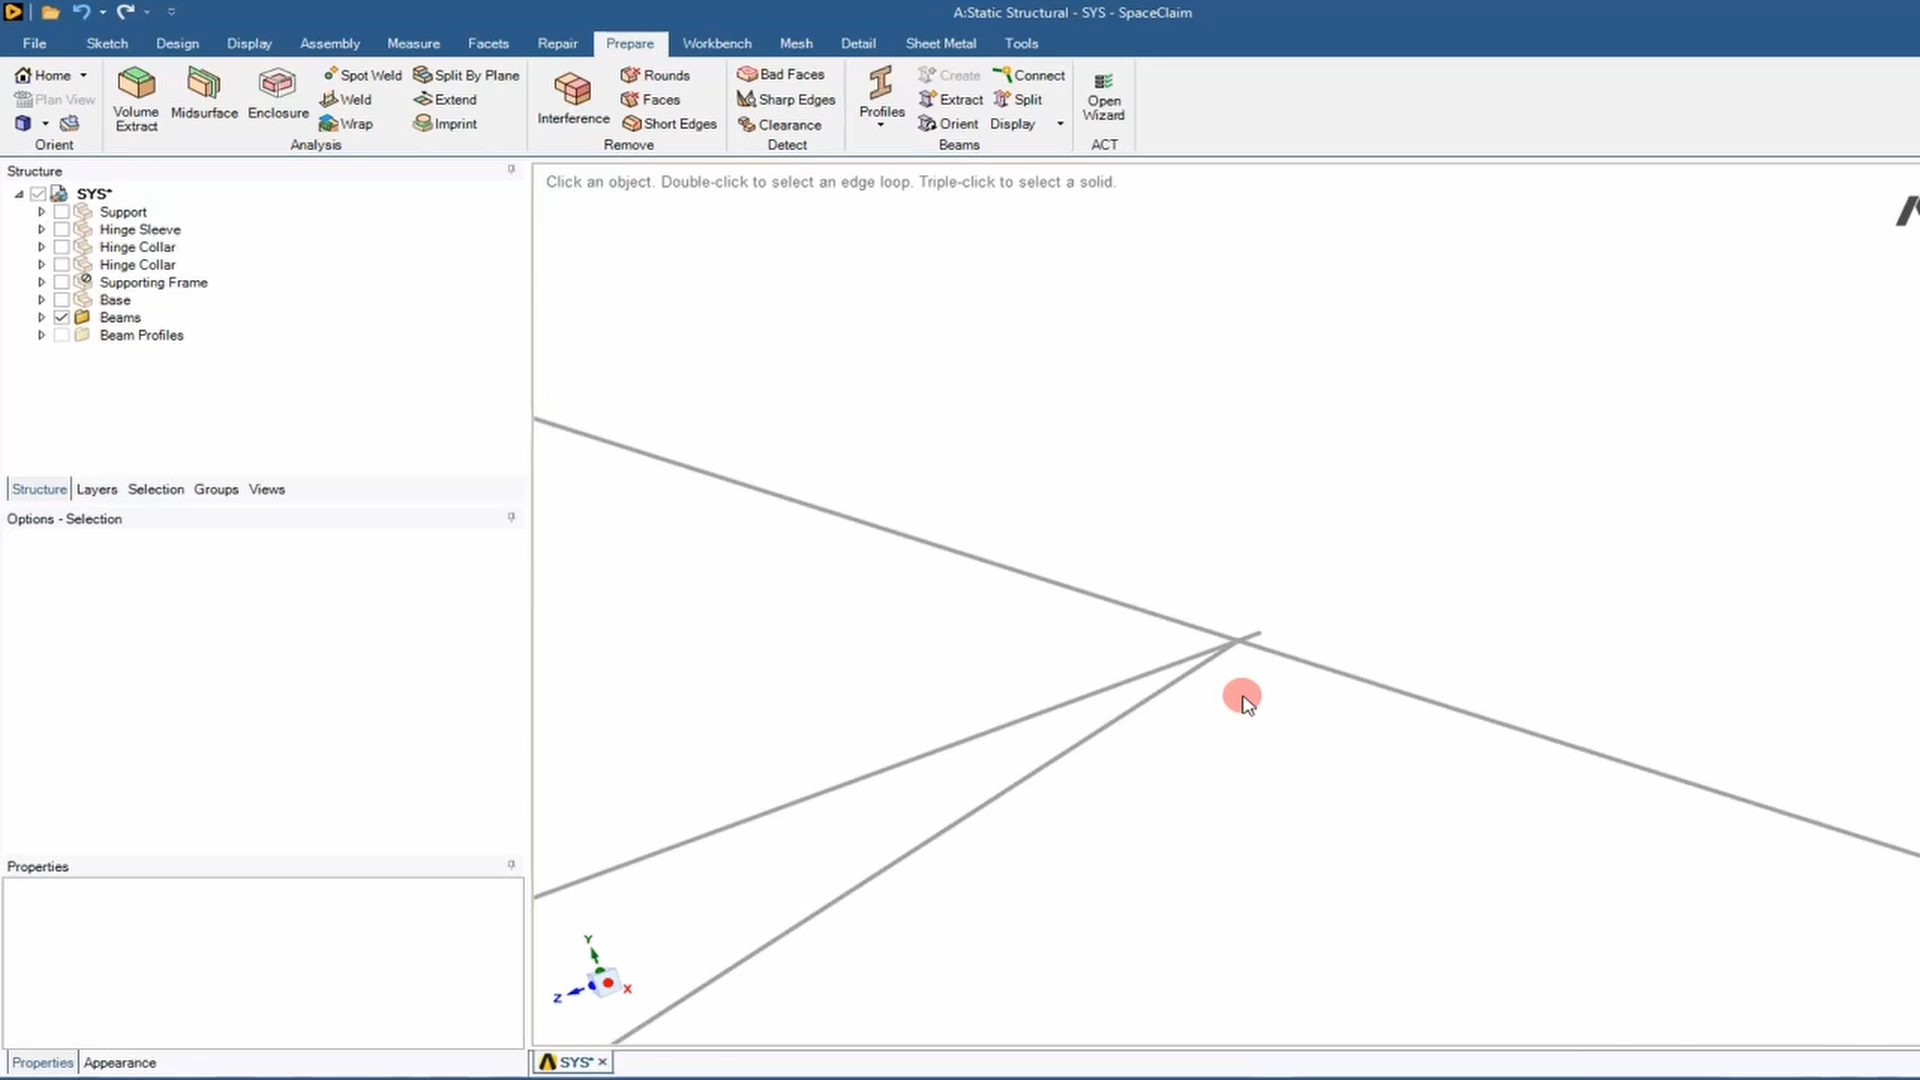 A:Static Structural - SYS - SpaceClaim
File Sketch Design Display Assembly Measure Facets Repair Prepare Workbench Mesh Detail Sheet Metal Tools
Home
Plan View
Orient
Volume Extract
Midsurface
Enclosure
Spot Weld
Weld
Wrap
Split By Plane
Extend
Imprint
Analysis
Interference
Rounds
Faces
Short Edges
Remove
Bad Faces
Sharp Edges
Clearance
Detect
Profiles
Create
Extract
Orient
Connect
Split
Display
Beams
Open Wizard
ACT
Structure
SYS*
Support
Hinge Sleeve
Hinge Collar
Hinge Collar
Supporting Frame
Base
Beams
Beam Profiles
Structure Layers Selection Groups Views
Options - Selection
Properties
Properties Appearance
Click an object. Double-click to select an edge loop. Triple-click to select a solid.
Y
Z
X
SYS*